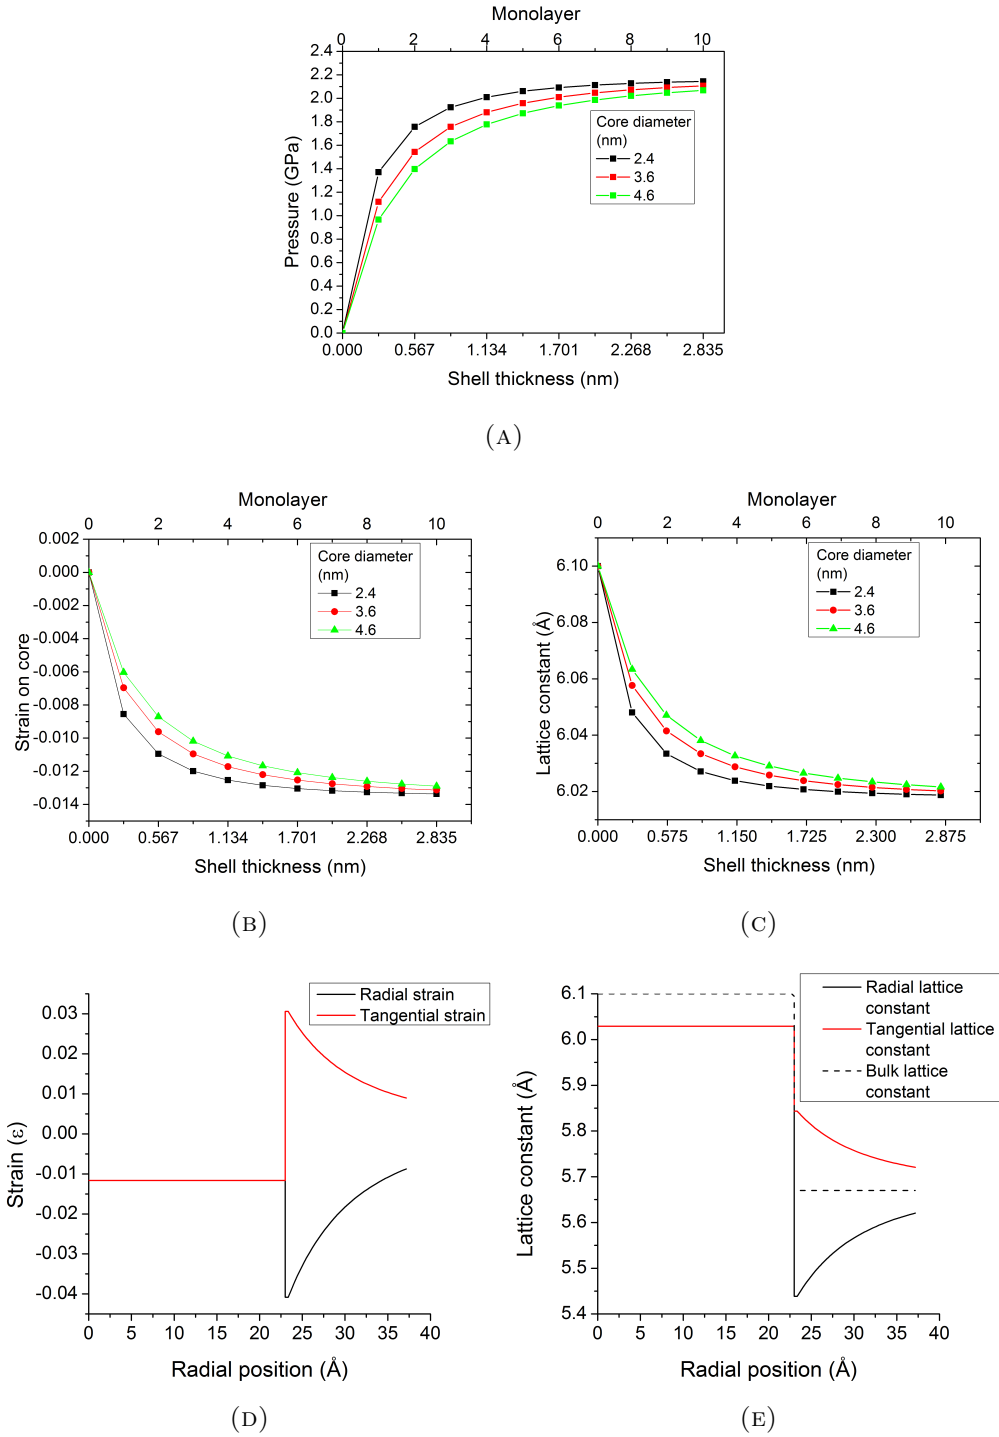 Monolayer
0 2 4 6 8 10
2.4
2.2
2.0
1.8
1.6
1.4
1.2
1.0
0.8
0.6
0.4
0.2
0.0
Pressure (GPa)
Core diameter
(nm)
2.4
3.6
4.6
0.000 0.567 1.134 1.701 2.268 2.835
Shell thickness (nm)
(A)
Monolayer
0 2 4 6 8 10
0.002
0.000
-0.002
-0.004
-0.006
-0.008
-0.010
-0.012
-0.014
Strain on core
Core diameter
(nm)
2.4
3.6
4.6
0.000 0.567 1.134 1.701 2.268 2.835
Shell thickness (nm)
(B)
Monolayer
0 2 4 6 8 10
6.10
6.08
6.06
6.04
6.02
Lattice constant (Å)
Core diameter
(nm)
2.4
3.6
4.6
0.000 0.575 1.150 1.725 2.300 2.875
Shell thickness (nm)
(C)
0.03
0.02
0.01
0.00
-0.01
-0.02
-0.03
-0.04
Strain (ε)
Radial strain
Tangential strain
0 5 10 15 20 25 30 35 40
Radial position (Å)
(D)
6.1
6.0
5.9
5.8
5.7
5.6
5.5
5.4
Lattice constant (Å)
Radial lattice
constant
Tangential lattice
constant
Bulk lattice
constant
0 5 10 15 20 25 30 35 40
Radial position (Å)
(E)